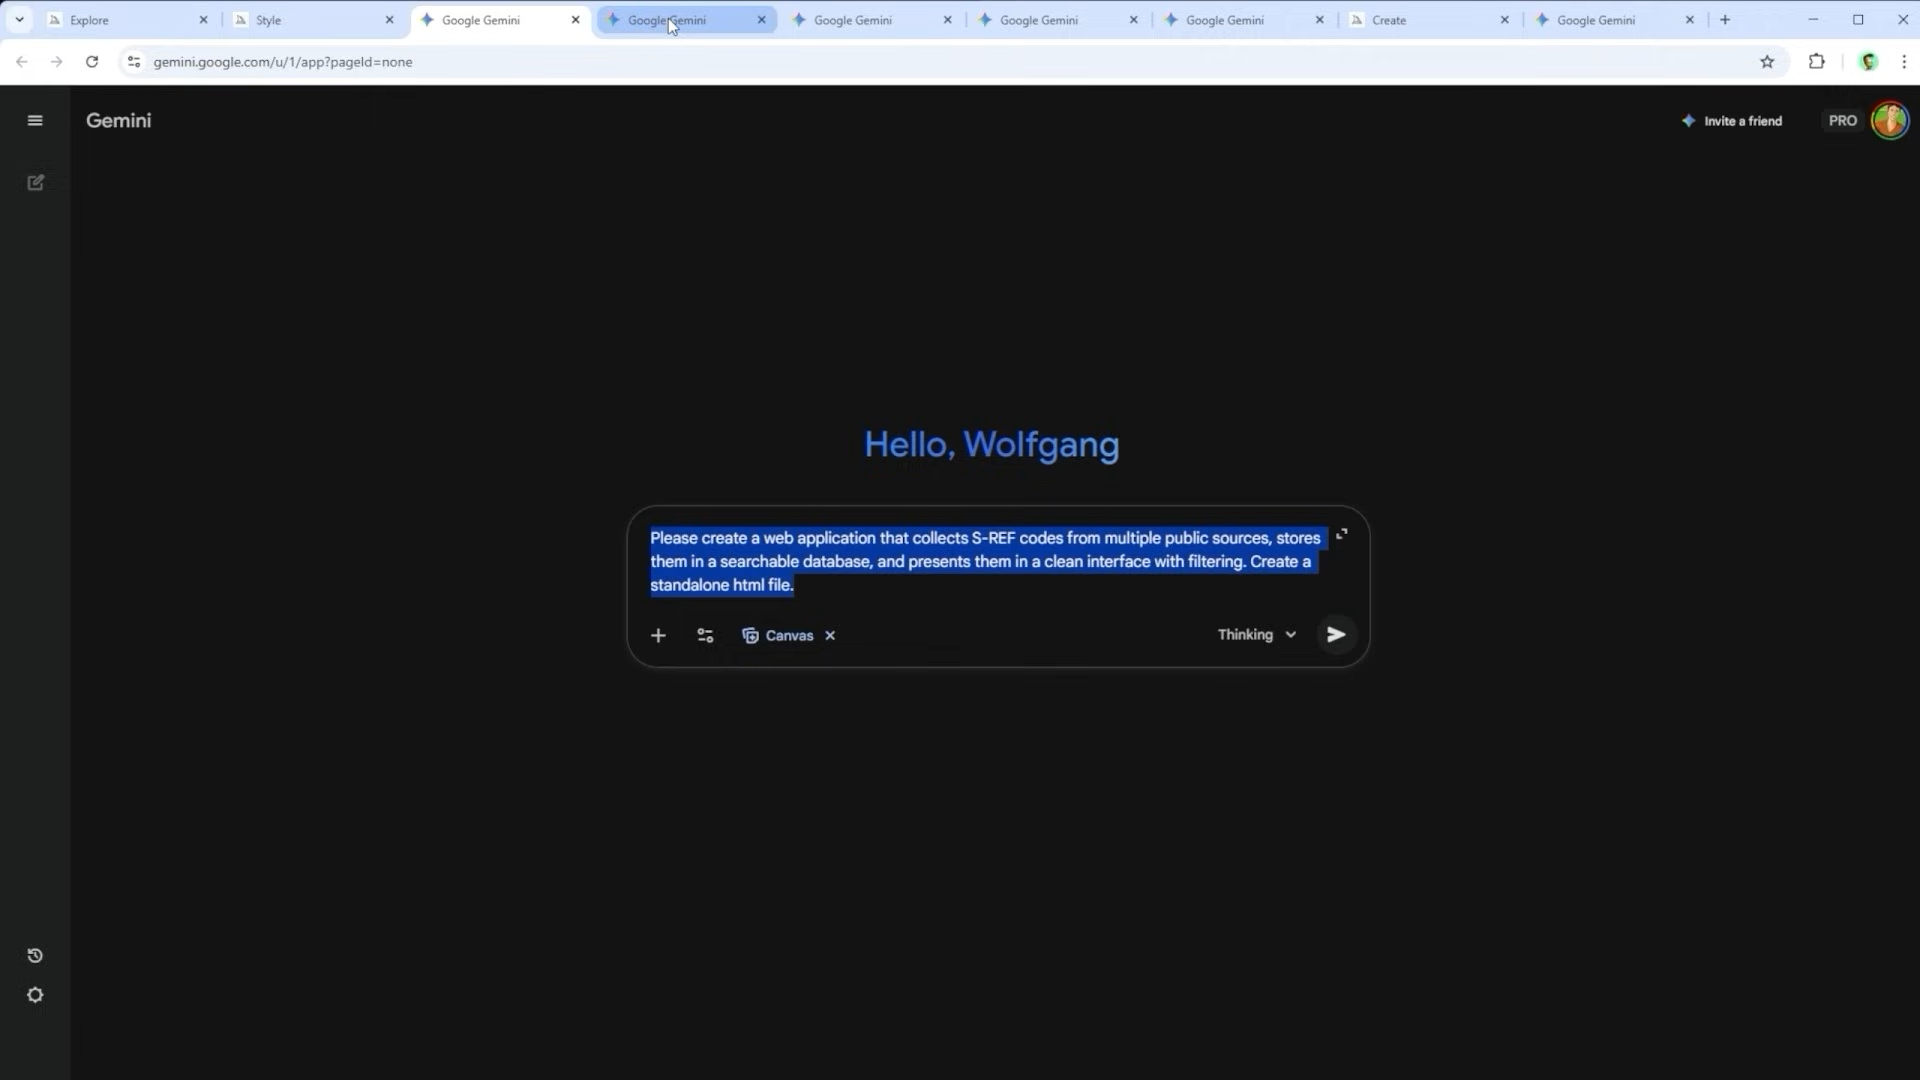 Explore
Style
Google Gemini
Google Gemini
Google Gemini
Google Gemini
Google Gemini
Create
Google Gemini
gemini.google.com/u/1/app?pageId=none
Gemini
Invite a friend
PRO
Hello, Wolfgang
Please create a web application that collects S-REF codes from multiple public sources, stores
them in a searchable database, and presents them in a clean interface with filtering. Create a
standalone html file.
Canvas
Thinking